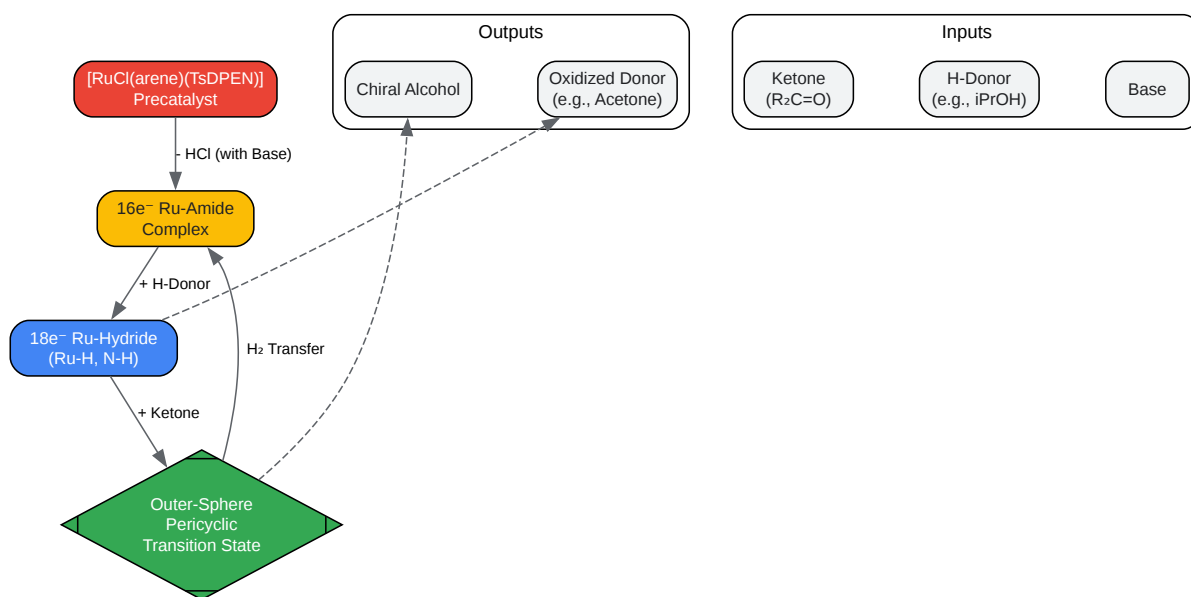 Outputs
Inputs
[RuCl(arene)(TsDPEN)]
Precatalyst
Chiral Alcohol
Oxidized Donor
(e.g., Acetone)
Ketone
(R₂C=O)
H-Donor
(e.g., iPrOH)
Base
- HCl (with Base)
16e⁻ Ru-Amide
Complex
+ H-Donor
18e⁻ Ru-Hydride
(Ru-H, N-H)
H₂ Transfer
+ Ketone
Outer-Sphere
Pericyclic
Transition State